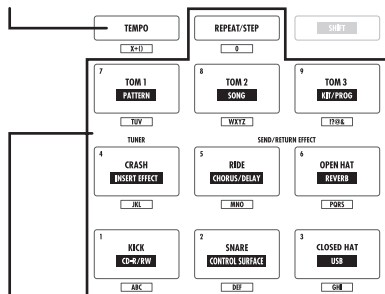 TEMPO
REPEAT/STEP
SHIFT
X+()
0
7
8
9
TOM 1
TOM 2
TOM 3
PATTERN
SONG
KIT/PROG
TUV
WXYZ
!?@&
TUNER
SEND/RETURN EFFECT
4
5
6
CRASH
RIDE
OPEN HAT
INSERT EFFECT
CHORUS/DELAY
REVERB
JKL
MNO
PQRS
1
2
3
KICK
SNARE
CLOSED HAT
CD-R/RW
CONTROL SURFACE
USB
ABC
DEF
GHI